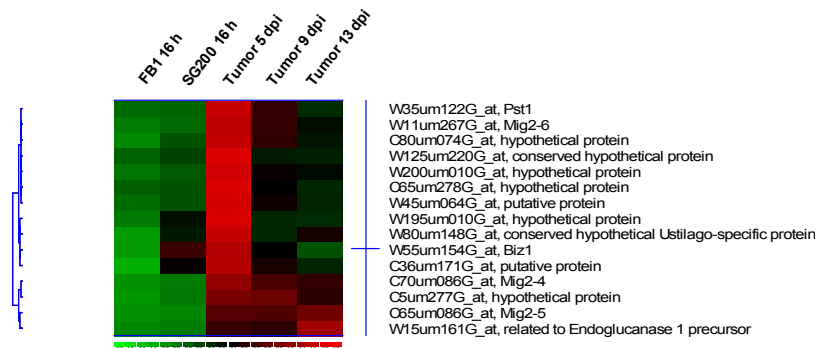 FB1 16 h
SG200 16 h
Tumor 5 dpi
Tumor 9 dpi
Tumor 13 dpi
W35um122G_at, Pst1
W11um267G_at, Mig2-6
C80um074G_at, hypothetical protein
W125um220G_at, conserved hypothetical protein
W200um010G_at, hypothetical protein
C65um278G_at, hypothetical protein
W45um064G_at, putative protein
W195um010G_at, hypothetical protein
W80um148G_at, conserved hypothetical Ustilago-specific protein
W55um154G_at, Biz1
C36um171G_at, putative protein
C70um086G_at, Mig2-4
C5um277G_at, hypothetical protein
C65um086G_at, Mig2-5
W15um161G_at, related to Endoglucanase 1 precursor